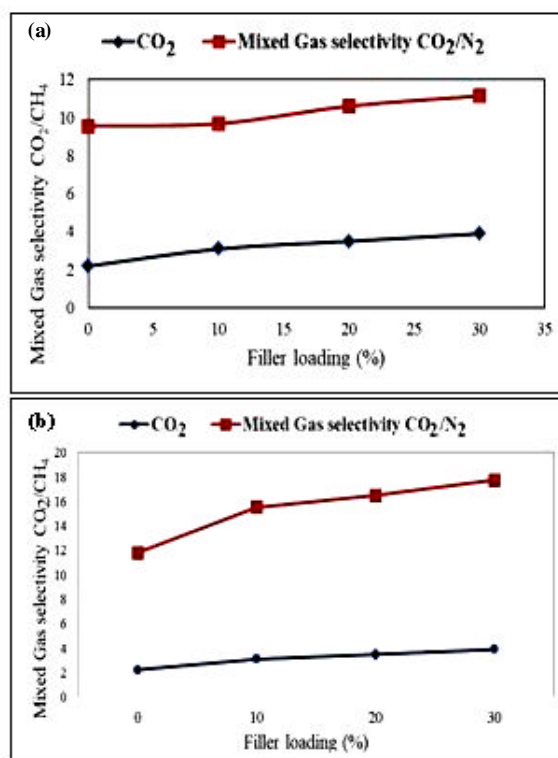 (a)
CO₂ Mixed Gas selectivity CO₂/N₂
Mixed Gas selectivity CO₂/CH₄
12
10
8
6
4
2
0
0 5 10 15 20 25 30 35
Filler loading (%)
(b)
CO₂ Mixed Gas selectivity CO₂/N₂
Mixed Gas selectivity CO₂/CH₄
20
18
16
14
12
10
8
6
4
2
0
0 10 20 30
Filler loading (%)